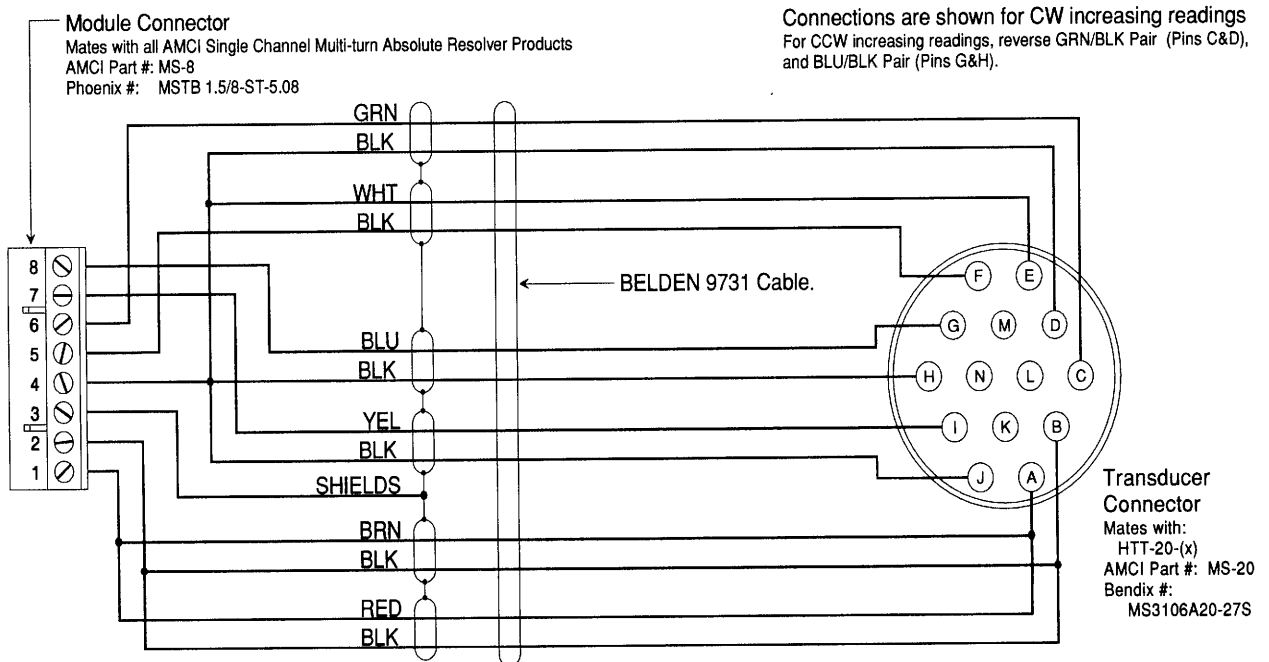 Module Connector
Mates with all AMCI Single Channel Multi-turn Absolute Resolver Products
AMCI Part #: MS-8
Phoenix #: MSTB 1.5/8-ST-5.08
Connections are shown for CW increasing readings
For CCW increasing readings, reverse GRN/BLK Pair (Pins C&D),
and BLU/BLK Pair (Pins G&H).
GRN
BLK
WHT
BLK
8
7
6
5
4
3
2
1
BELDEN 9731 Cable.
BLU
BLK
YEL
BLK
SHIELDS
BRN
BLK
RED
BLK
F E
G M D
H N L C
I K B
J A
Transducer
Connector
Mates with:
HTT-20-(x)
AMCI Part #: MS-20
Bendix #:
MS3106A20-27S